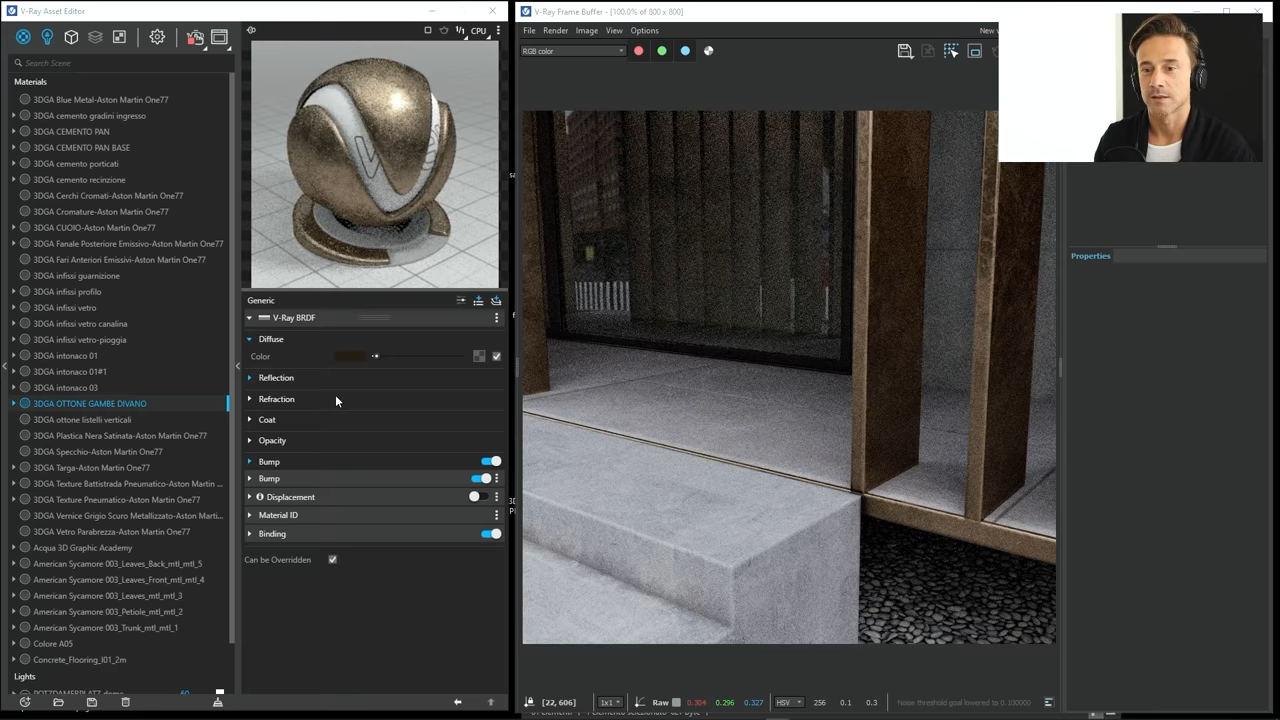 V-Ray Asset Editor
V-Ray Frame Buffer - [100.0% of 800 x 800]
CPU
File Render Image View Options
RGB color
Search Scene
Materials
3DGA Blue Metal-Aston Martin One77
3DGA cemento gradini ingresso
3DGA CEMENTO PAN
3DGA CEMENTO PAN BASE
3DGA cemento porticati
3DGA cemento recinzione
3DGA Cerchi Cromati-Aston Martin One77
3DGA Cromature-Aston Martin One77
3DGA CUOIO-Aston Martin One77
3DGA Fanale Posteriore Emissivo-Aston Martin One77
3DGA Fari Anteriori Emissivi-Aston Martin One77
3DGA infissi guarnizione
3DGA infissi profilo
3DGA infissi vetro
3DGA infissi vetro canalina
3DGA infissi vetro-pioggia
3DGA intonaco 01
3DGA intonaco 01#1
3DGA intonaco 03
3DGA OTTONE GAMBE DIVANO
3DGA ottone listelli verticali
3DGA Plastica Nera Satinata-Aston Martin One77
3DGA Specchio-Aston Martin One77
3DGA Targa-Aston Martin One77
3DGA Texture Battistrada Pneumatico-Aston Martin ...
3DGA Texture Pneumatico-Aston Martin One77
3DGA Vernice Grigio Scuro Metallizzato-Aston Marti...
3DGA Vetro Parabrezza-Aston Martin One77
Acqua 3D Graphic Academy
American Sycamore 003_Leaves_Back_mtl_mtl_5
American Sycamore 003_Leaves_Front_mtl_mtl_4
American Sycamore 003_Leaves_mtl_mtl_3
American Sycamore 003_Petiole_mtl_mtl_2
American Sycamore 003_Trunk_mtl_mtl_1
Colore A05
Concrete_Flooring_I01_2m
Lights
Generic
V-Ray BRDF
Diffuse
Color
Reflection
Refraction
Coat
Opacity
Bump
Bump
Displacement
Material ID
Binding
Can be Overridden
Properties
[22, 606] 1x1 Raw 0.304 0.296 0.327 HSV 256 0.1 0.3 Noise threshold goal lowered to 0.100000